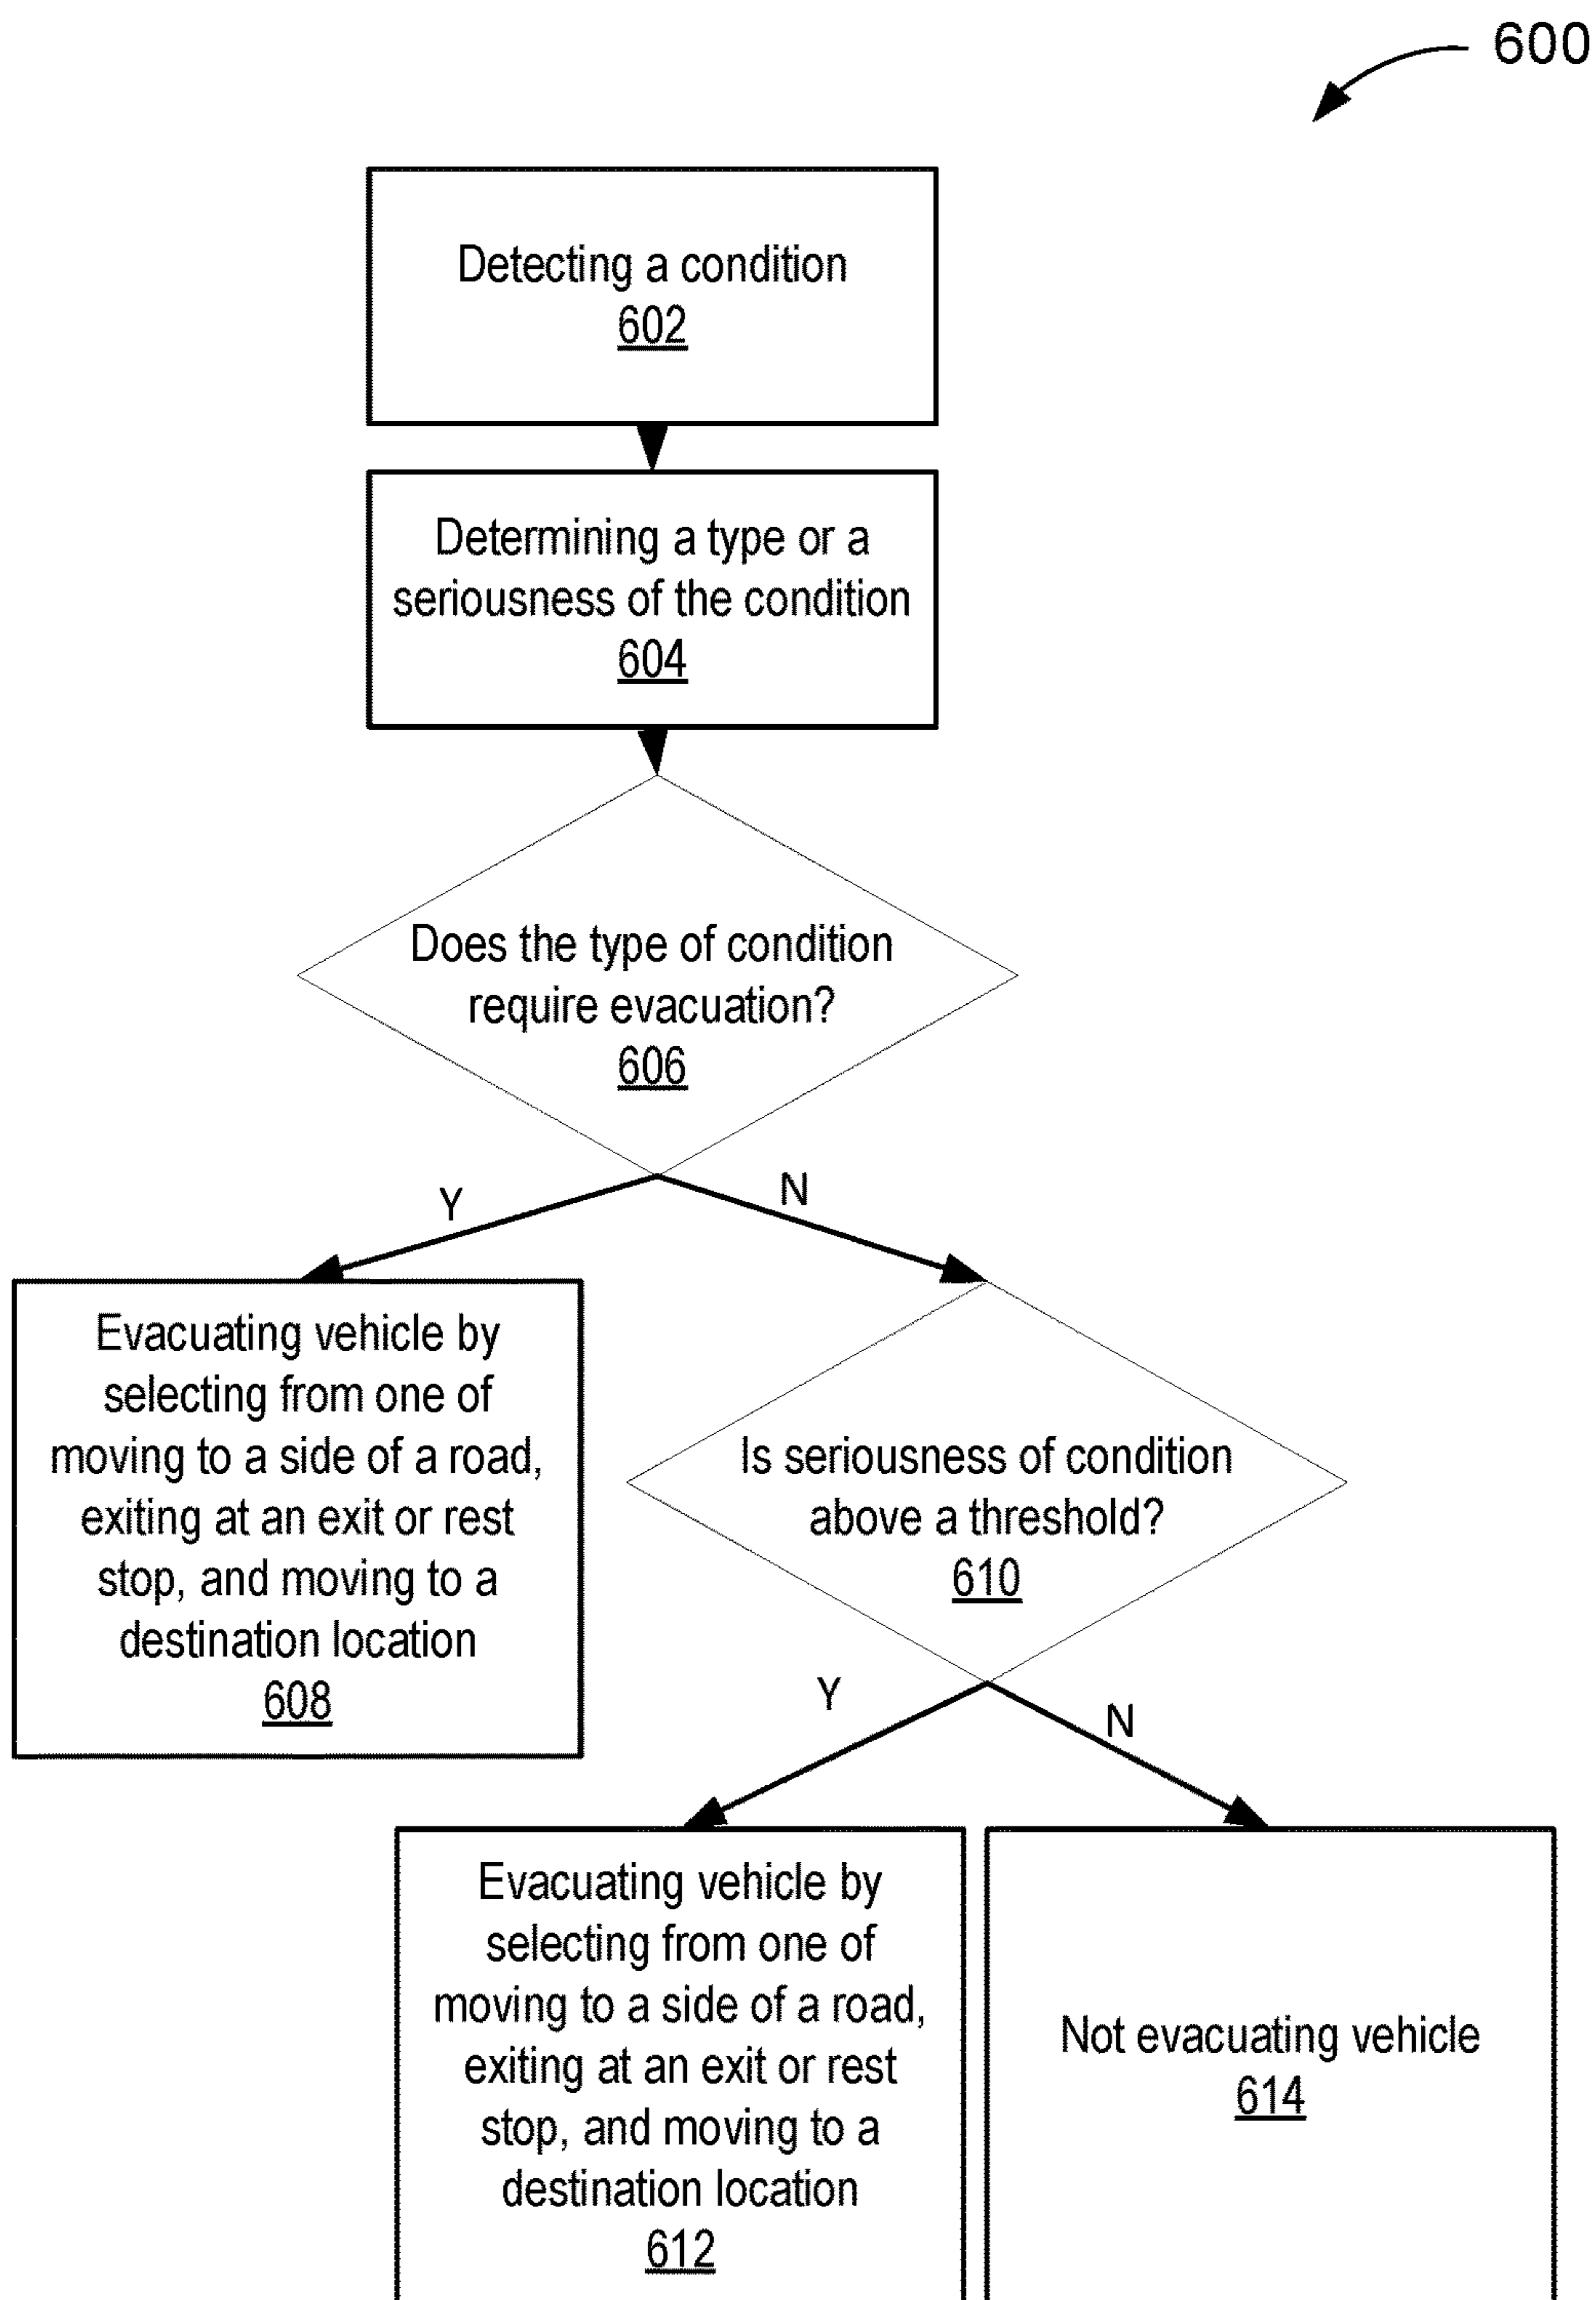 600
Detecting a condition
602
Determining a type or a
seriousness of the condition
604
Does the type of condition
require evacuation?
606
Y
N
Evacuating vehicle by
selecting from one of
moving to a side of a road,
exiting at an exit or rest
stop, and moving to a
destination location
608
Is seriousness of condition
above a threshold?
610
Y
N
Evacuating vehicle by
selecting from one of
moving to a side of a road,
exiting at an exit or rest
stop, and moving to a
destination location
612
Not evacuating vehicle
614